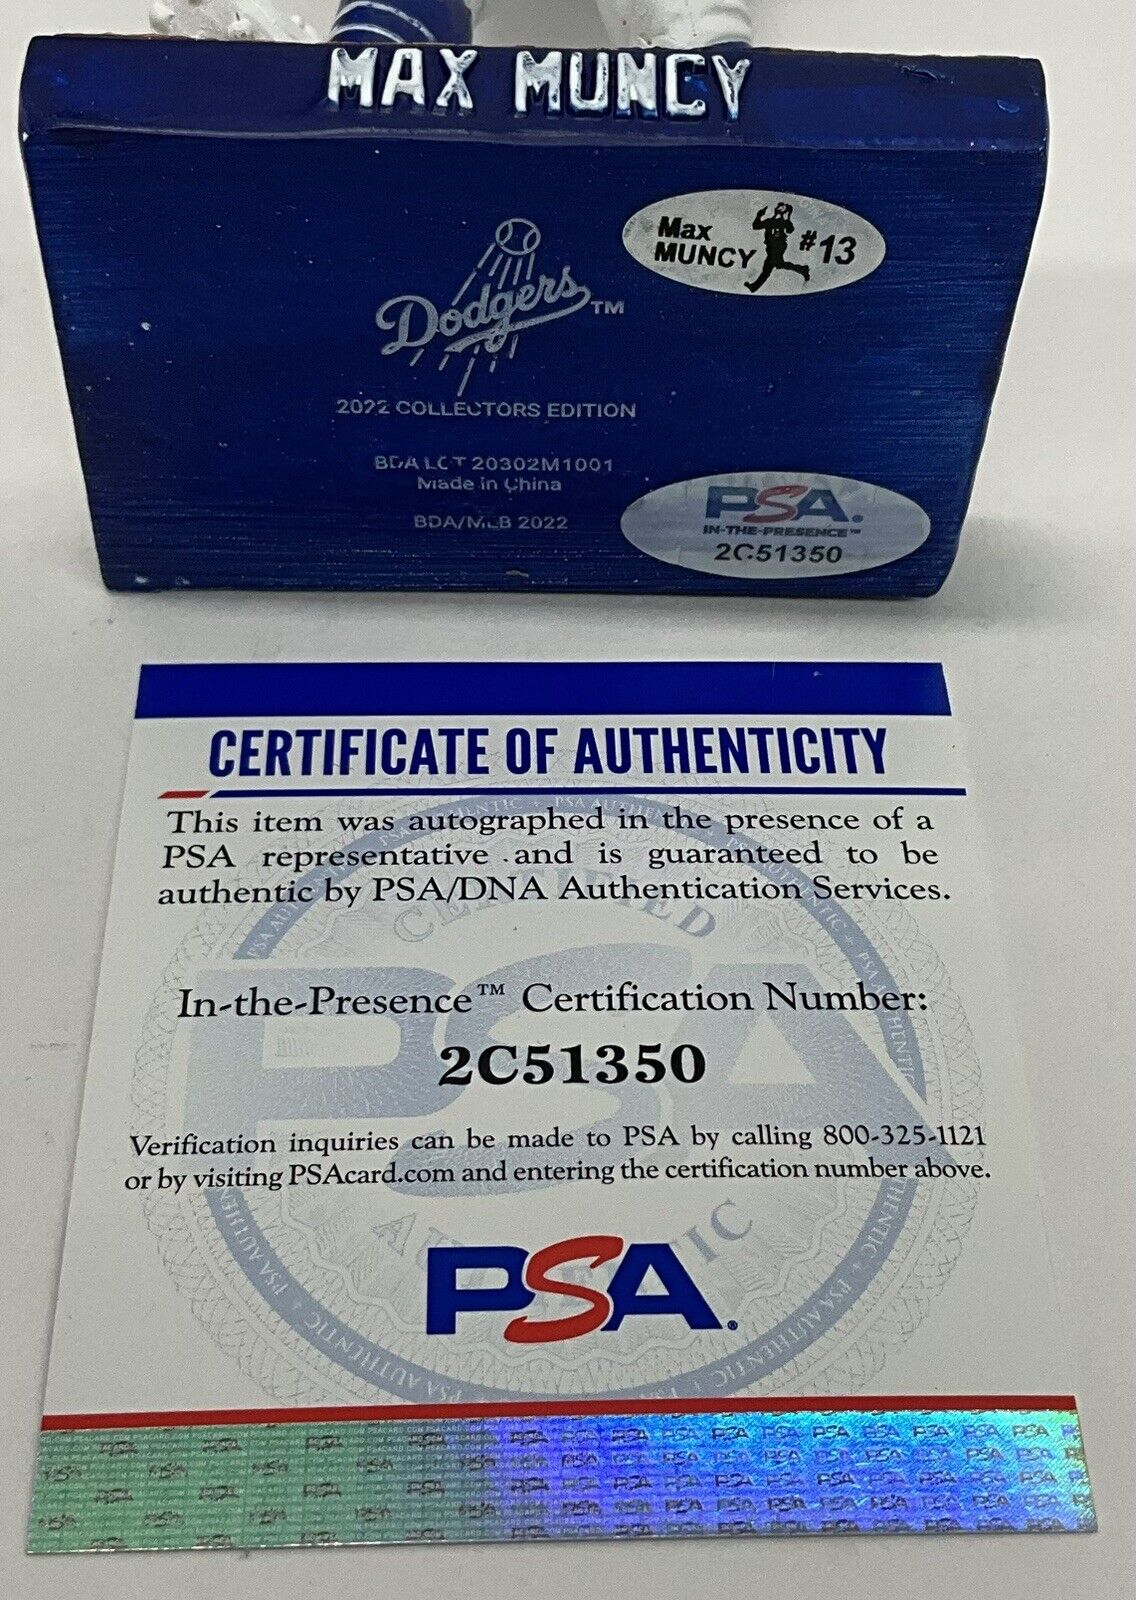 MAX MUNCY
Max
MUNCY
#13
Dodgers™
2022 COLLECTORS EDITION
BDA LOT 20302M1001
Made in China
BDA/MLB 2022
PSA®
IN-THE-PRESENCE™
2C51350
CERTIFICATE OF AUTHENTICITY
This item was autographed in the presence of a
PSA representative and is guaranteed to be
authentic by PSA/DNA Authentication Services.
In-the-Presence™ Certification Number:
2C51350
Verification inquiries can be made to PSA by calling 800-325-1121
or by visiting PSAcard.com and entering the certification number above.
PSA®